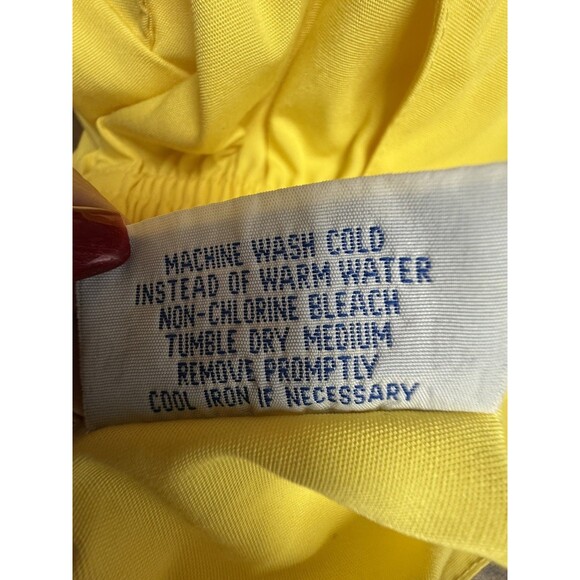 MACHINE WASH COLD
INSTEAD OF WARM WATER
NON-CHLORINE BLEACH
TUMBLE DRY MEDIUM
REMOVE PROMPTLY
COOL IRON IF NECESSARY